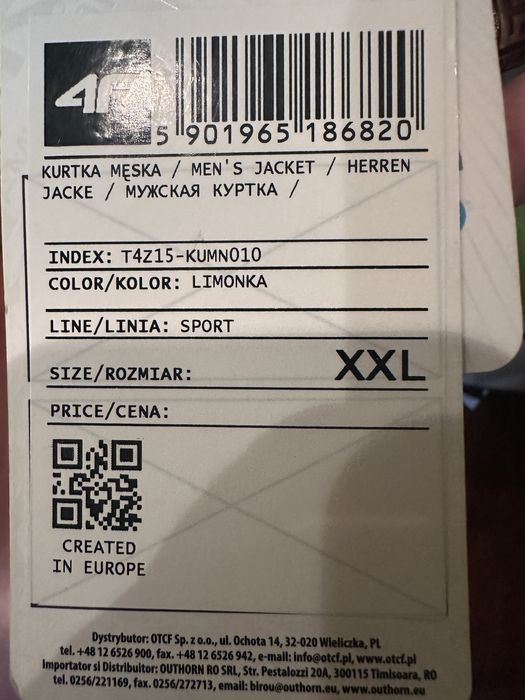 4F
5 901965 186820
KURTKA MĘSKA / MEN'S JACKET / HERREN
JACKE / МУЖСКАЯ КУРТКА /
INDEX: T4Z15-KUMN010
COLOR/KOLOR: LIMONKA
LINE/LINIA: SPORT
SIZE/ROZMIAR: XXL
PRICE/CENA:
CREATED
IN EUROPE
Dystrybutor: OTCF Sp. z o.o., ul. Ochota 14, 32-020 Wieliczka, PL
tel. +48 12 6526 900, fax. +48 12 6526 942, e-mail: info@otcf.pl, www.otcf.pl
Importator si Distribuitor: OUTHORN RO SRL, Str. Pestalozzi 20A, 300115 Timisoara, RO
tel. 0256/221169, fax 0256/272713, email: birou@outhorn.eu, www.outhorn.eu